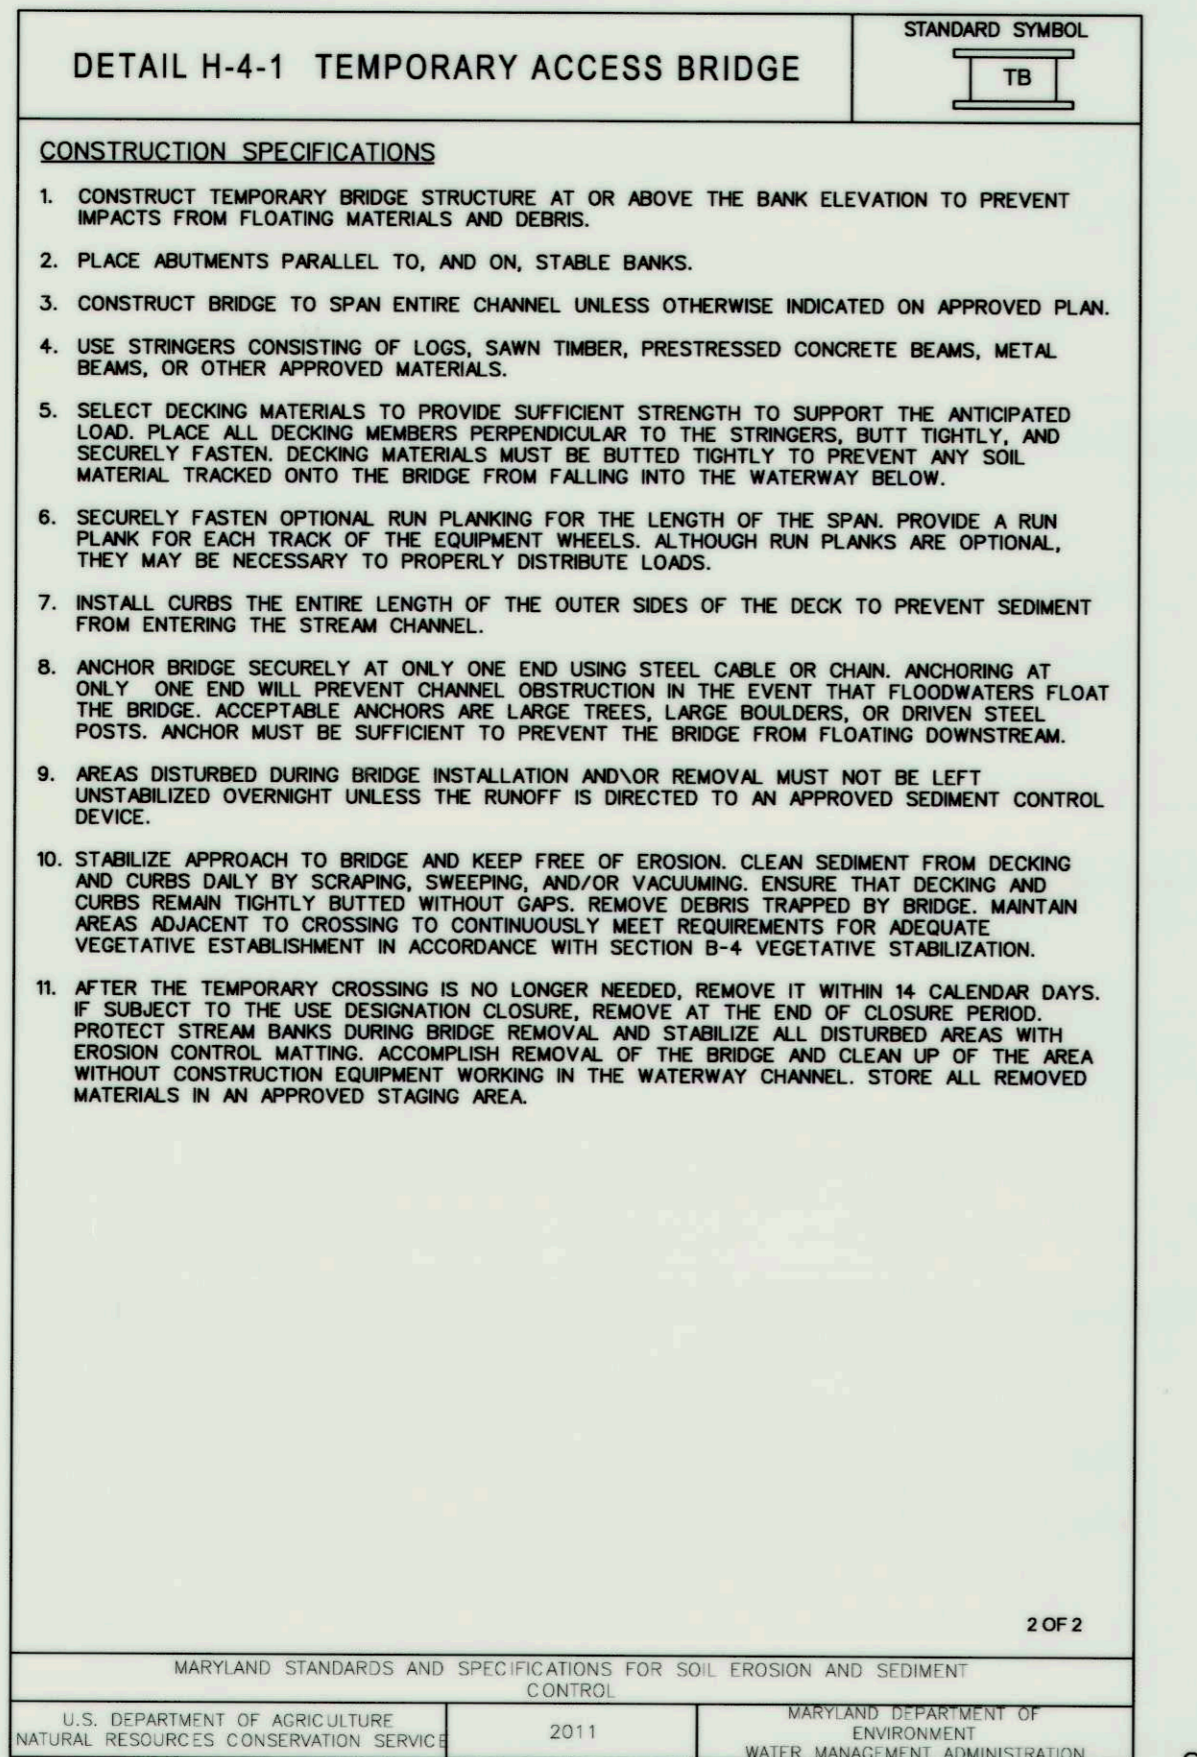 DETAIL H-4-1 TEMPORARY ACCESS BRIDGE
STANDARD SYMBOL
TB
CONSTRUCTION SPECIFICATIONS
1. CONSTRUCT TEMPORARY BRIDGE STRUCTURE AT OR ABOVE THE BANK ELEVATION TO PREVENT
IMPACTS FROM FLOATING MATERIALS AND DEBRIS.
2. PLACE ABUTMENTS PARALLEL TO, AND ON, STABLE BANKS.
3. CONSTRUCT BRIDGE TO SPAN ENTIRE CHANNEL UNLESS OTHERWISE INDICATED ON APPROVED PLAN.
4. USE STRINGERS CONSISTING OF LOGS, SAWN TIMBER, PRESTRESSED CONCRETE BEAMS, METAL
BEAMS, OR OTHER APPROVED MATERIALS.
5. SELECT DECKING MATERIALS TO PROVIDE SUFFICIENT STRENGTH TO SUPPORT THE ANTICIPATED
LOAD. PLACE ALL DECKING MEMBERS PERPENDICULAR TO THE STRINGERS, BUTT TIGHTLY, AND
SECURELY FASTEN. DECKING MATERIALS MUST BE BUTTED TIGHTLY TO PREVENT ANY SOIL
MATERIAL TRACKED ONTO THE BRIDGE FROM FALLING INTO THE WATERWAY BELOW.
6. SECURELY FASTEN OPTIONAL RUN PLANKING FOR THE LENGTH OF THE SPAN. PROVIDE A RUN
PLANK FOR EACH TRACK OF THE EQUIPMENT WHEELS. ALTHOUGH RUN PLANKS ARE OPTIONAL,
THEY MAY BE NECESSARY TO PROPERLY DISTRIBUTE LOADS.
7. INSTALL CURBS THE ENTIRE LENGTH OF THE OUTER SIDES OF THE DECK TO PREVENT SEDIMENT
FROM ENTERING THE STREAM CHANNEL.
8. ANCHOR BRIDGE SECURELY AT ONLY ONE END USING STEEL CABLE OR CHAIN. ANCHORING AT
ONLY ONE END WILL PREVENT CHANNEL OBSTRUCTION IN THE EVENT THAT FLOODWATERS FLOAT
THE BRIDGE. ACCEPTABLE ANCHORS ARE LARGE TREES, LARGE BOULDERS, OR DRIVEN STEEL
POSTS. ANCHOR MUST BE SUFFICIENT TO PREVENT THE BRIDGE FROM FLOATING DOWNSTREAM.
9. AREAS DISTURBED DURING BRIDGE INSTALLATION AND\OR REMOVAL MUST NOT BE LEFT
UNSTABILIZED OVERNIGHT UNLESS THE RUNOFF IS DIRECTED TO AN APPROVED SEDIMENT CONTROL
DEVICE.
10. STABILIZE APPROACH TO BRIDGE AND KEEP FREE OF EROSION. CLEAN SEDIMENT FROM DECKING
AND CURBS DAILY BY SCRAPING, SWEEPING, AND/OR VACUUMING. ENSURE THAT DECKING AND
CURBS REMAIN TIGHTLY BUTTED WITHOUT GAPS. REMOVE DEBRIS TRAPPED BY BRIDGE. MAINTAIN
AREAS ADJACENT TO CROSSING TO CONTINUOUSLY MEET REQUIREMENTS FOR ADEQUATE
VEGETATIVE ESTABLISHMENT IN ACCORDANCE WITH SECTION B-4 VEGETATIVE STABILIZATION.
11. AFTER THE TEMPORARY CROSSING IS NO LONGER NEEDED, REMOVE IT WITHIN 14 CALENDAR DAYS.
IF SUBJECT TO THE USE DESIGNATION CLOSURE, REMOVE AT THE END OF CLOSURE PERIOD.
PROTECT STREAM BANKS DURING BRIDGE REMOVAL AND STABILIZE ALL DISTURBED AREAS WITH
EROSION CONTROL MATTING. ACCOMPLISH REMOVAL OF THE BRIDGE AND CLEAN UP OF THE AREA
WITHOUT CONSTRUCTION EQUIPMENT WORKING IN THE WATERWAY CHANNEL. STORE ALL REMOVED
MATERIALS IN AN APPROVED STAGING AREA.
2 OF 2
MARYLAND STANDARDS AND SPECIFICATIONS FOR SOIL EROSION AND SEDIMENT
CONTROL
U.S. DEPARTMENT OF AGRICULTURE
NATURAL RESOURCES CONSERVATION SERVICE
2011
MARYLAND DEPARTMENT OF
ENVIRONMENT
WATER MANAGEMENT ADMINISTRATION